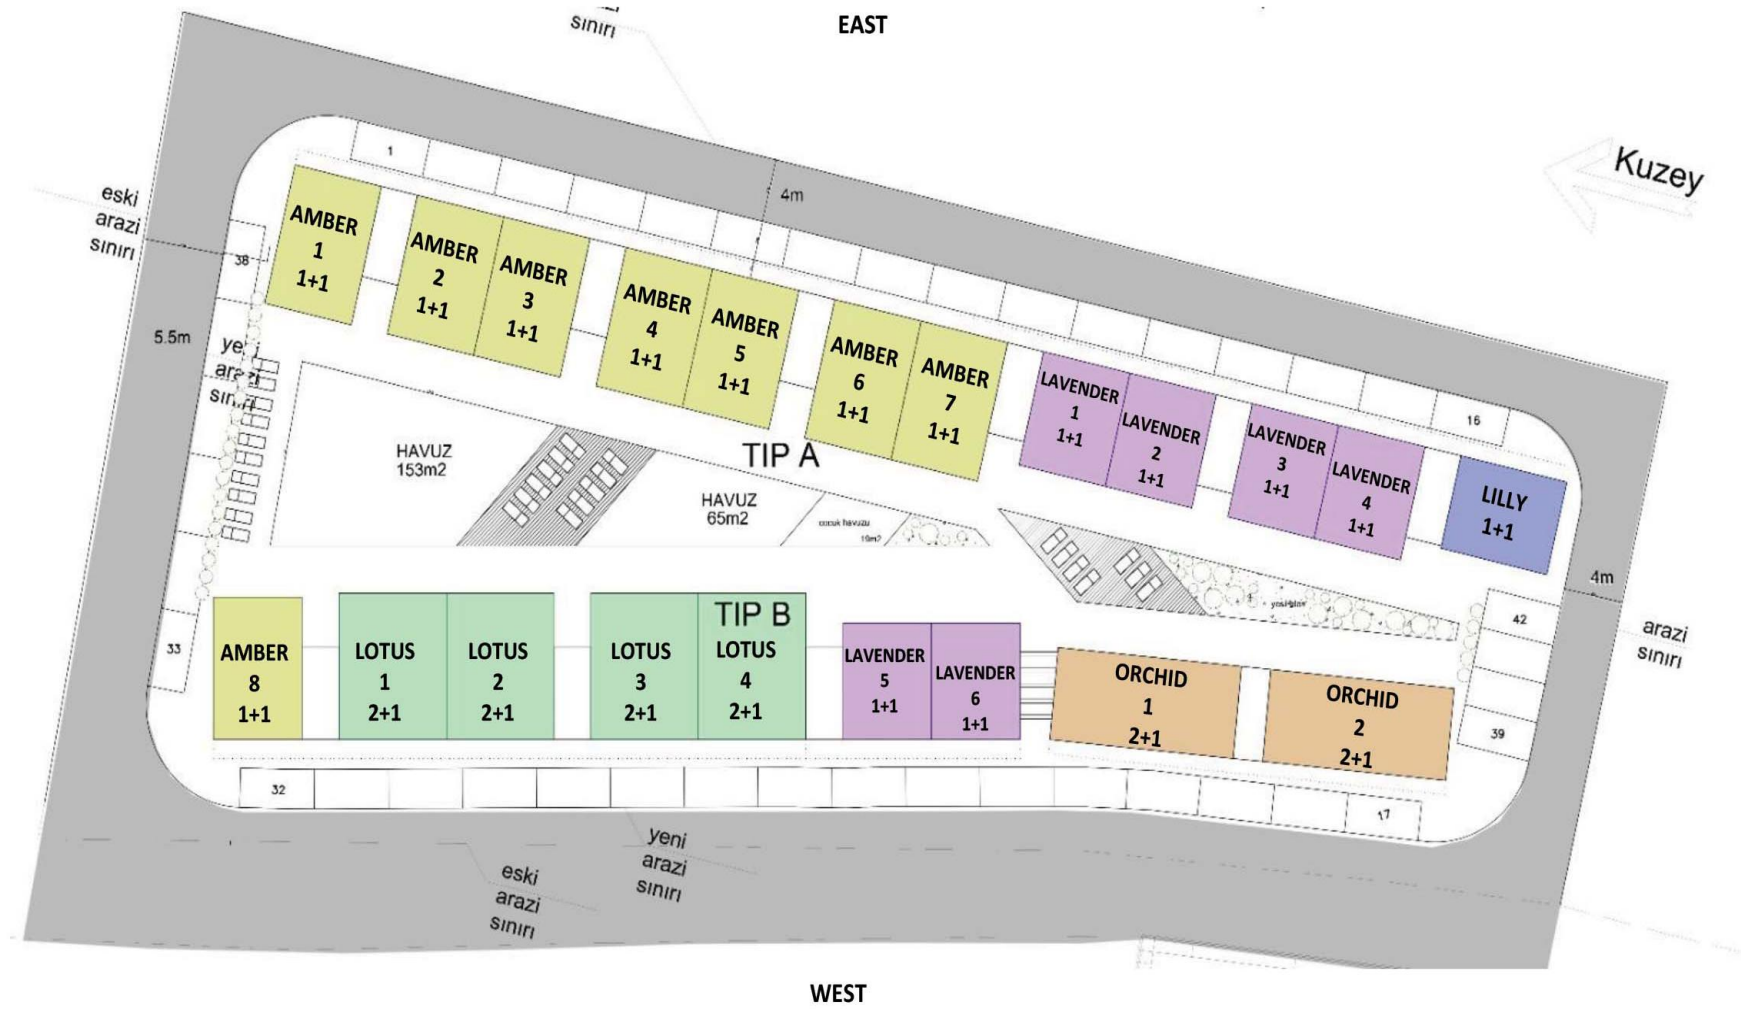 EAST
sınırı
Kuzey
1
4m
eski
arazi
sınırı
38
AMBER
1
1+1
AMBER
2
1+1
AMBER
3
1+1
AMBER
4
1+1
AMBER
5
1+1
AMBER
6
1+1
AMBER
7
1+1
LAVENDER
1
1+1
LAVENDER
2
1+1
LAVENDER
3
1+1
LAVENDER
4
1+1
LILLY
1+1
16
5.5m
yeni
arazi
sınırı
HAVUZ
153m2
TIP A
HAVUZ
65m2
cocuk havuzu
19m2
4m
42
arazi
sınırı
39
33
AMBER
8
1+1
LOTUS
1
2+1
LOTUS
2
2+1
LOTUS
3
2+1
TIP B
LOTUS
4
2+1
LAVENDER
5
1+1
LAVENDER
6
1+1
ORCHID
1
2+1
ORCHID
2
2+1
32
17
yeni
arazi
sınırı
eski
arazi
sınırı
WEST